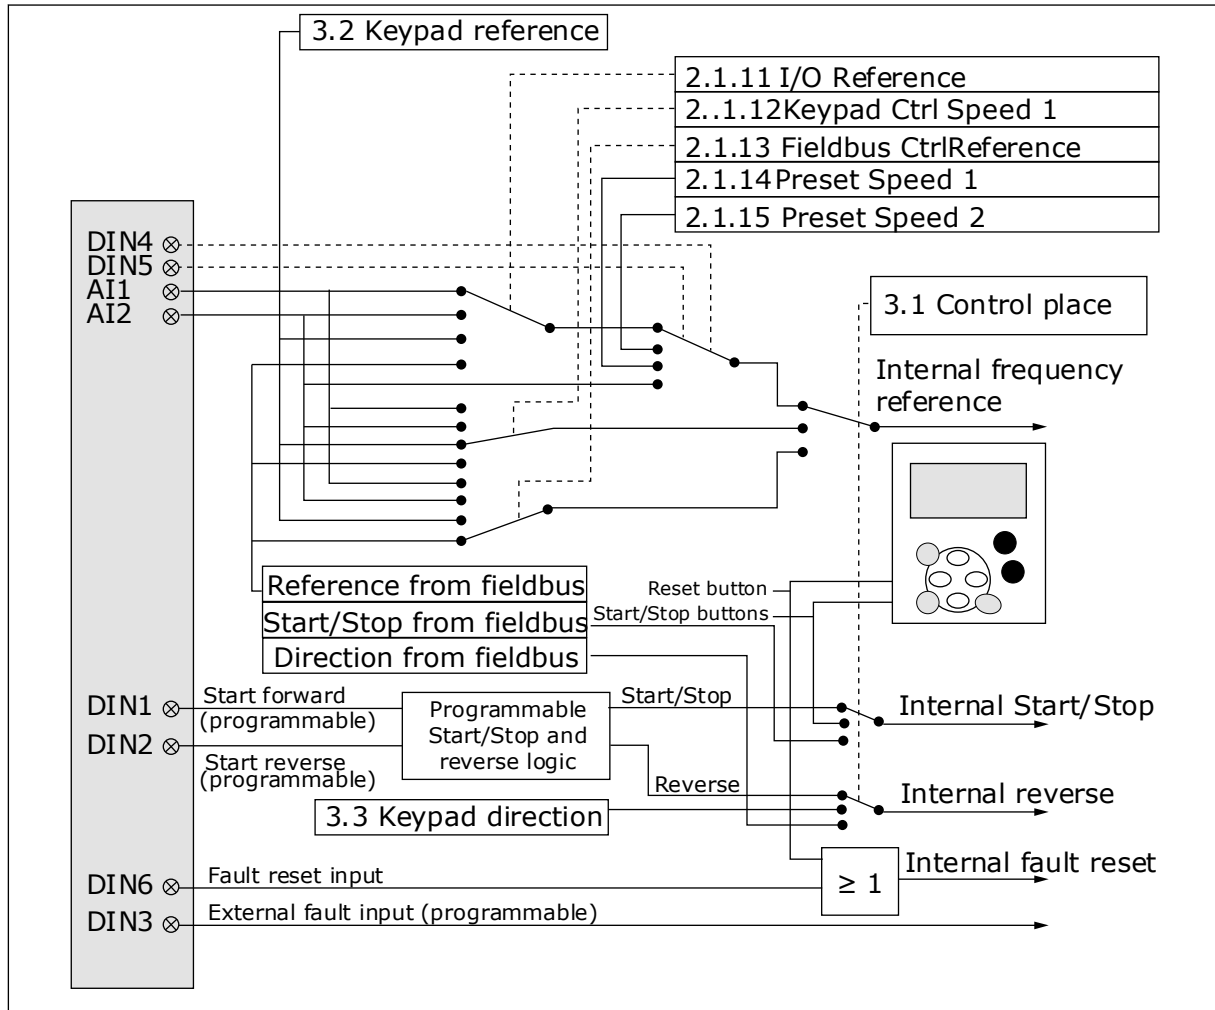 3.2 Keypad reference
2.1.11 I/O Reference
2..1.12Keypad Ctrl Speed 1
2.1.13 Fieldbus CtrlReference
2.1.14Preset Speed 1
2.1.15 Preset Speed 2
DIN4
DIN5
AI1
AI2
3.1 Control place
Internal frequency
reference
Reference from fieldbus
Start/Stop from fieldbus
Direction from fieldbus
Reset button
Start/Stop buttons
DIN1
Start forward
(programmable)
DIN2
Start reverse
(programmable)
Programmable
Start/Stop and
reverse logic
Start/Stop
Reverse
Internal Start/Stop
Internal reverse
3.3 Keypad direction
≥ 1
Internal fault reset
DIN6
Fault reset input
DIN3
External fault input (programmable)